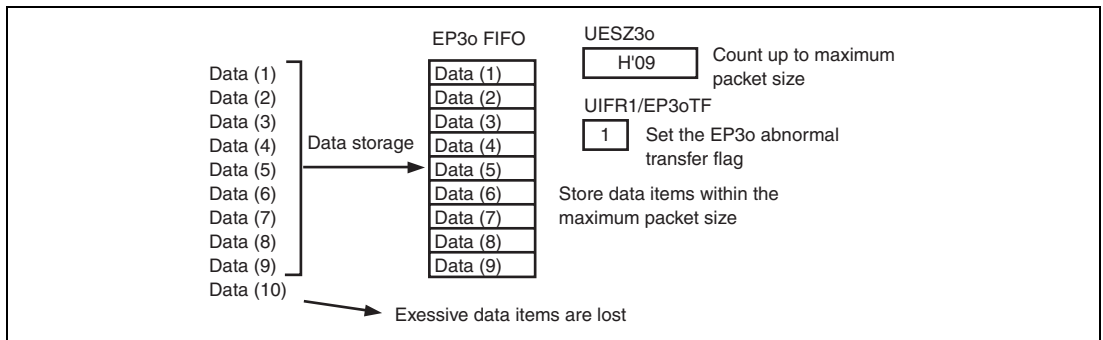 EP3o FIFO
UESZ3o
H'09
Count up to maximum
packet size
UIFR1/EP3oTF
1
Set the EP3o abnormal
transfer flag
Data (1)
Data (2)
Data (3)
Data (4)
Data (5)
Data (6)
Data (7)
Data (8)
Data (9)
Data (10)
Data storage
Data (1)
Data (2)
Data (3)
Data (4)
Data (5)
Data (6)
Data (7)
Data (8)
Data (9)
Store data items within the
maximum packet size
Exessive data items are lost